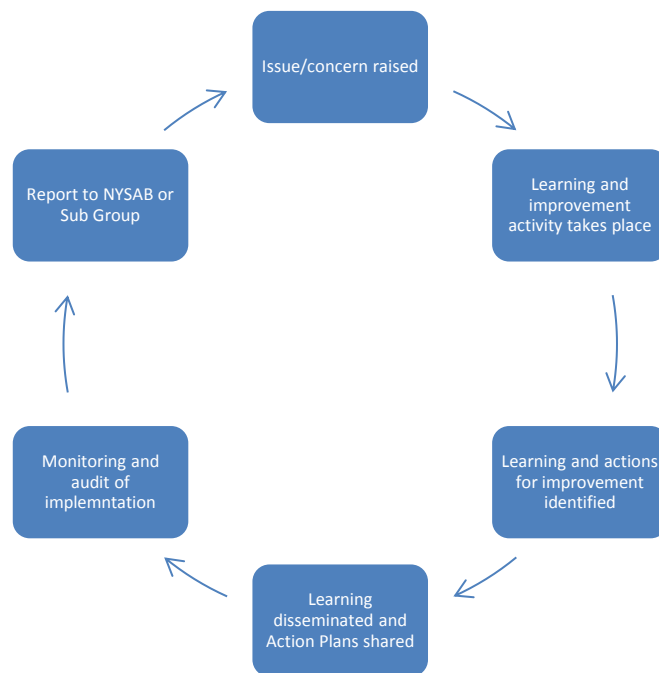 Issue/concern raised
Learning and
improvement
activity takes place
Learning and actions
for improvement
identified
Learning
disseminated and
Action Plans shared
Monitoring and
audit of
implemntation
Report to NYSAB or
Sub Group